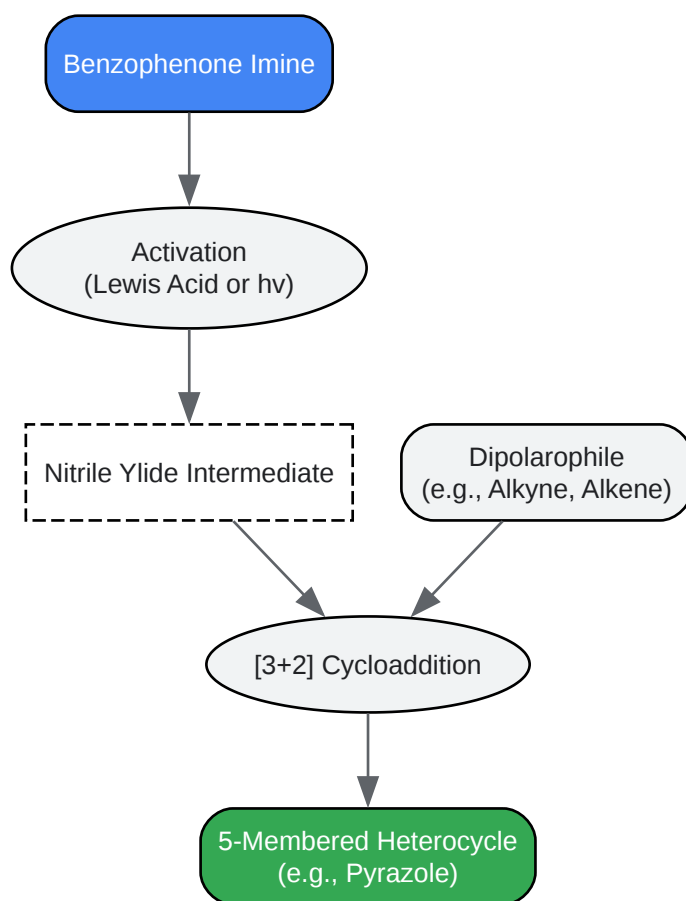 Benzophenone Imine
Activation
(Lewis Acid or hv)
Nitrile Ylide Intermediate
Dipolarophile
(e.g., Alkyne, Alkene)
[3+2] Cycloaddition
5-Membered Heterocycle
(e.g., Pyrazole)